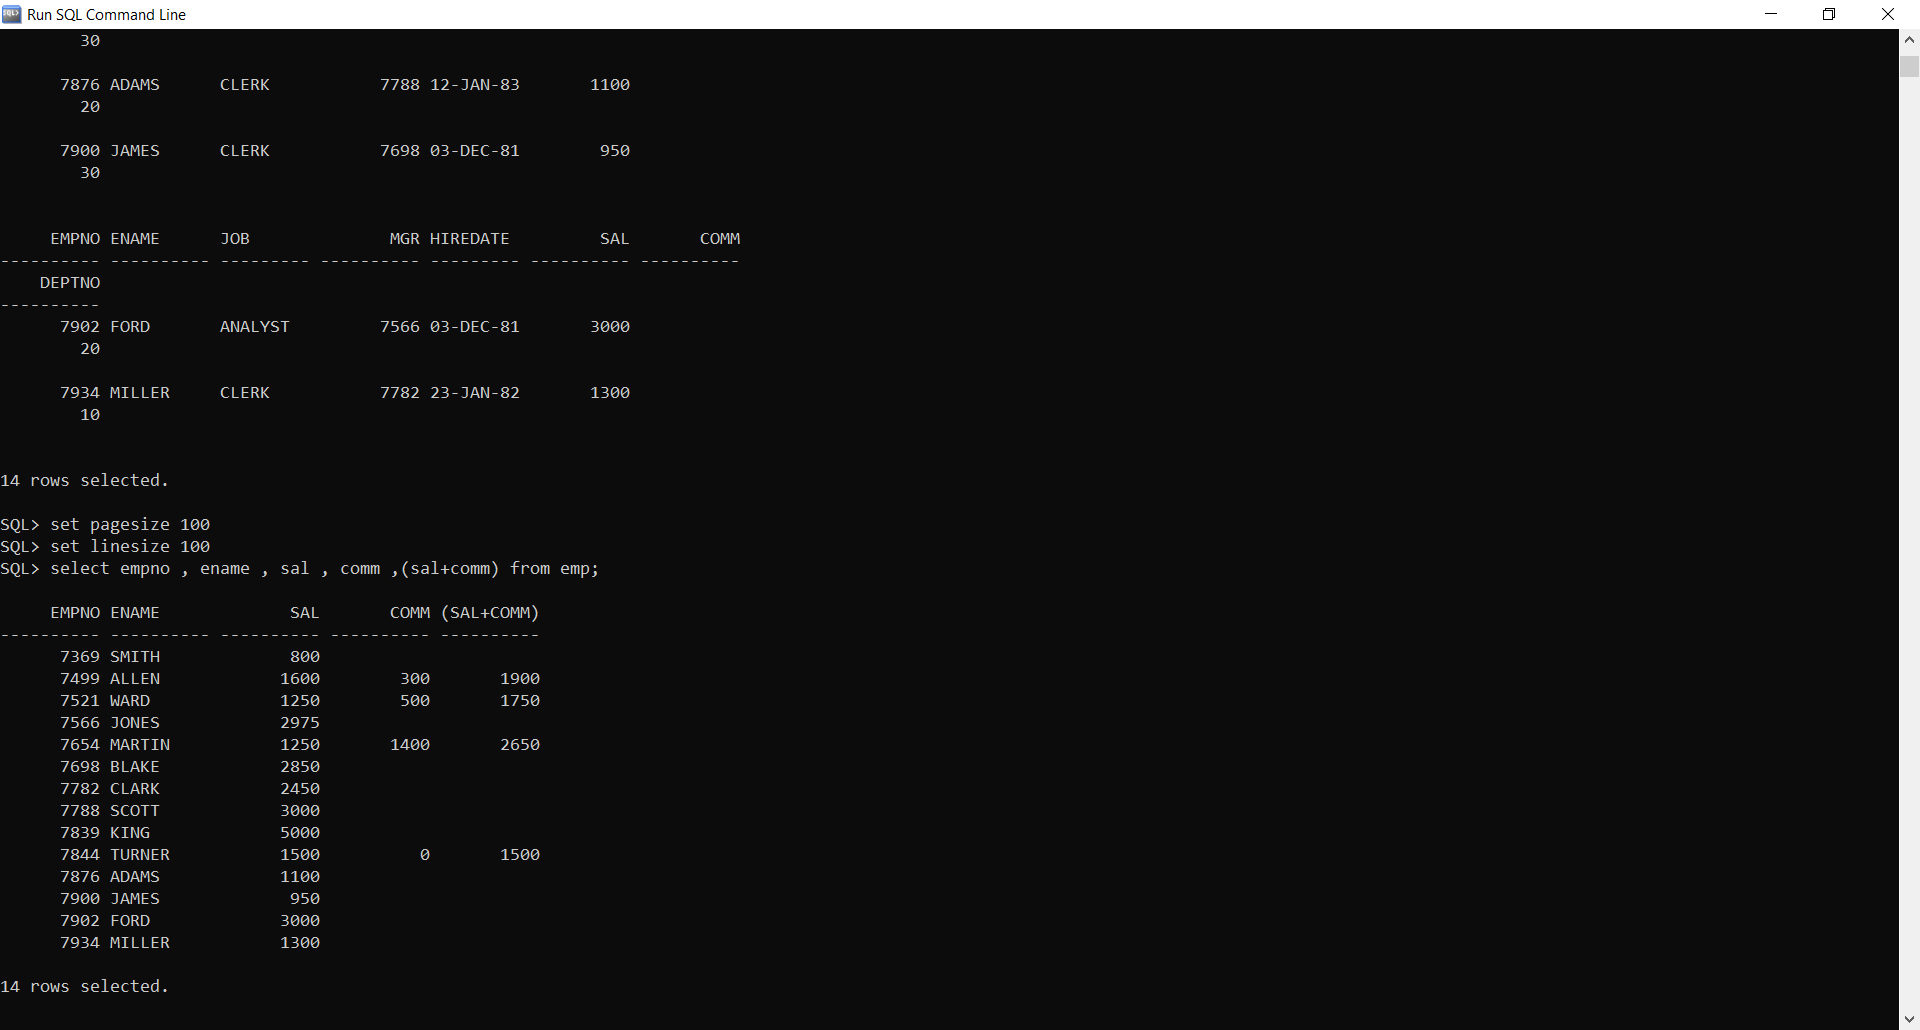 Run SQL Command Line
        30

      7876 ADAMS      CLERK           7788 12-JAN-83       1100
        20

      7900 JAMES      CLERK           7698 03-DEC-81        950
        30


     EMPNO ENAME      JOB              MGR HIREDATE         SAL       COMM
---------- ---------- --------- ---------- --------- ---------- ----------
    DEPTNO
----------
      7902 FORD       ANALYST         7566 03-DEC-81       3000
        20

      7934 MILLER     CLERK           7782 23-JAN-82       1300
        10


14 rows selected.

SQL> set pagesize 100
SQL> set linesize 100
SQL> select empno , ename , sal , comm ,(sal+comm) from emp;

     EMPNO ENAME             SAL       COMM (SAL+COMM)
---------- ---------- ---------- ---------- ----------
      7369 SMITH             800
      7499 ALLEN            1600        300       1900
      7521 WARD             1250        500       1750
      7566 JONES            2975
      7654 MARTIN           1250       1400       2650
      7698 BLAKE            2850
      7782 CLARK            2450
      7788 SCOTT            3000
      7839 KING             5000
      7844 TURNER           1500          0       1500
      7876 ADAMS            1100
      7900 JAMES             950
      7902 FORD             3000
      7934 MILLER           1300

14 rows selected.